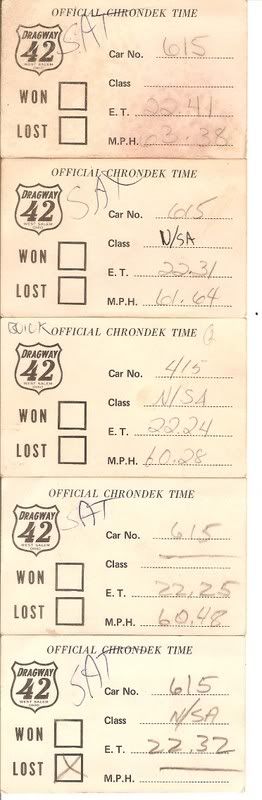 OFFICIAL CHRONDEK TIME
SAT
DRAGWAY 42 WEST SALEM OHIO
Car No. 615
Class
WON
E. T. 22.41
LOST
M.P.H. 63.38
OFFICIAL CHRONDEK TIME
SAT
DRAGWAY 42 WEST SALEM OHIO
Car No. 615
Class N/SA
WON
E. T. 22.31
LOST
M.P.H. 61.64
BUICK OFFICIAL CHRONDEK TIME
DRAGWAY 42 WEST SALEM OHIO
Car No. 415
Class N/SA
WON
E. T. 22.24
LOST
M.P.H. 60.28
OFFICIAL CHRONDEK TIME
SAT
DRAGWAY 42 WEST SALEM OHIO
Car No. 615
Class
WON
E. T. 22.25
LOST
M.P.H. 60.48
OFFICIAL CHRONDEK TIME
SAT
DRAGWAY 42 WEST SALEM OHIO
Car No. 615
Class N/SA
WON
E. T. 22.32
LOST X
M.P.H.